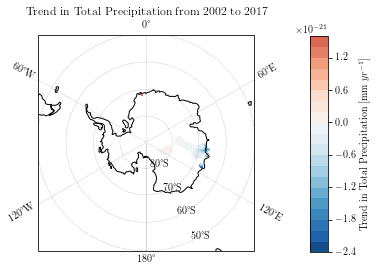 Trend in Total Precipitation from 2002 to 2017
0°
×10⁻²¹
60°W
60°E
1.2
0.6
0.0
−0.6
−1.2
−1.8
−2.4
Trend in Total Precipitation [mm yr⁻¹]
80°S
70°S
60°S
50°S
120°W
120°E
180°